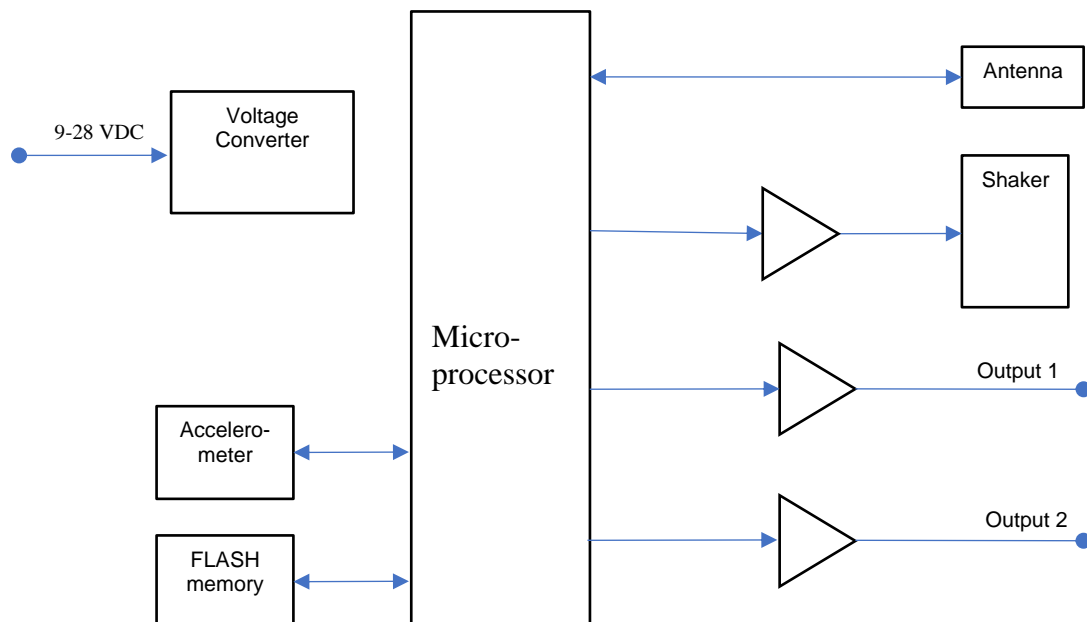 Antenna
Voltage
Converter
9-28 VDC
Shaker
Micro-
processor
Output 1
Accelero-
meter
Output 2
FLASH
memory